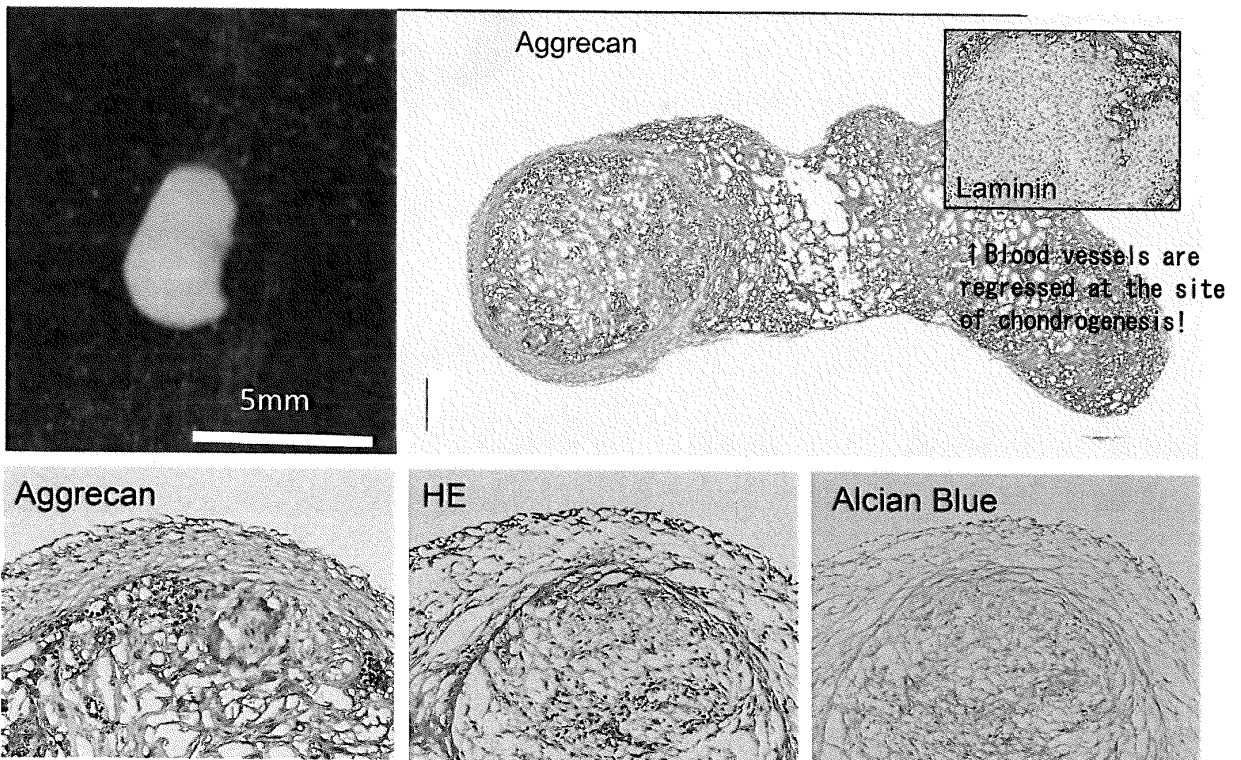 Aggrecan
Laminin
↑Blood vessels are
regressed at the site
of chondrogenesis!
5mm
Aggrecan
HE
Alcian Blue